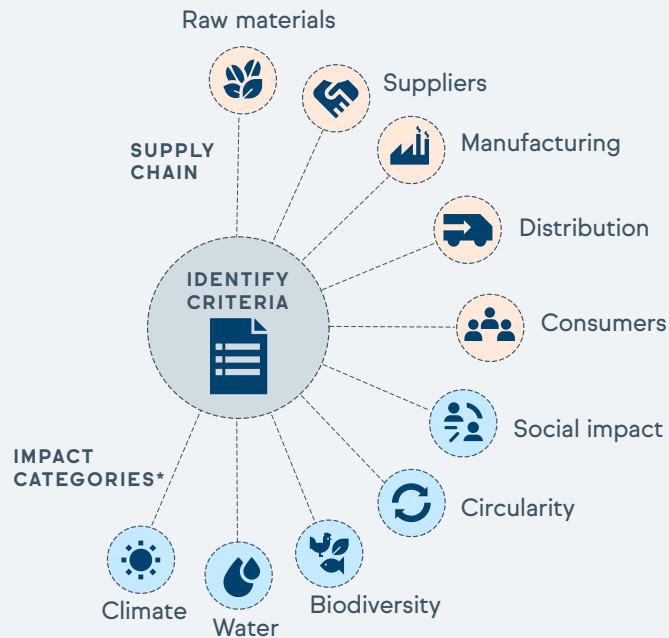 Raw materials
Suppliers
SUPPLY
CHAIN
Manufacturing
Distribution
IDENTIFY
CRITERIA
Consumers
Social impact
IMPACT
CATEGORIES*
Circularity
Biodiversity
Climate
Water